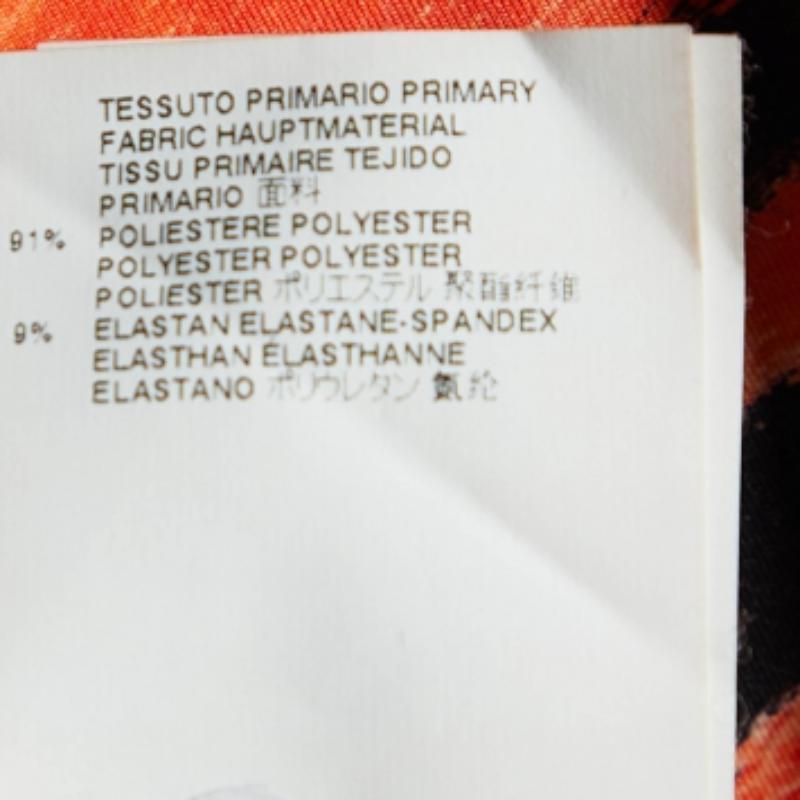 TESSUTO PRIMARIO PRIMARY
FABRIC HAUPTMATERIAL
TISSU PRIMAIRE TEJIDO
PRIMARIO 面料
91% POLIESTERE POLYESTER
POLYESTER POLYESTER
POLIESTER ポリエステル 聚酯纤维
9% ELASTAN ELASTANE-SPANDEX
ELASTHAN ELASTHANNE
ELASTANO ポリウレタン 氨纶